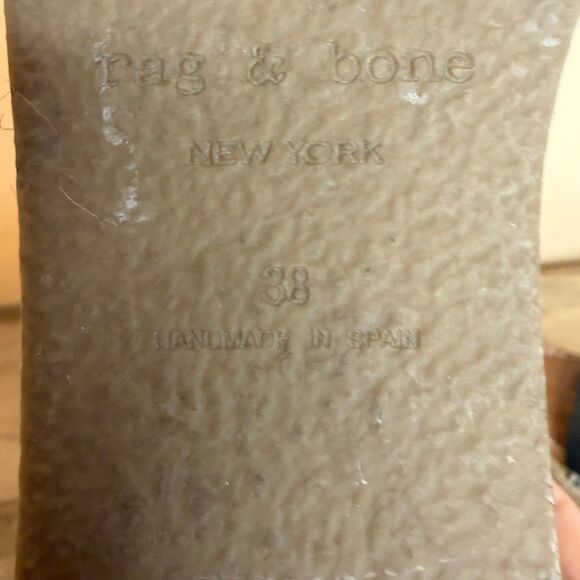 rag & bone
NEW YORK
38
HANDMADE IN SPAIN